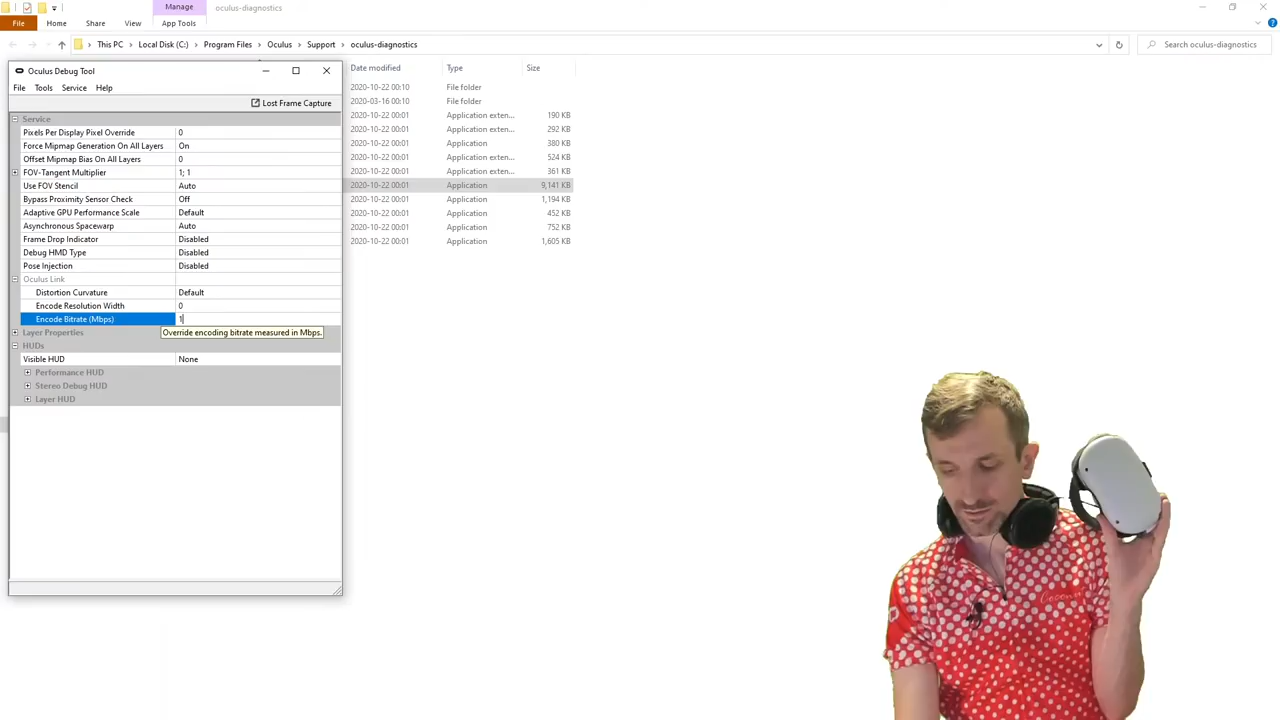 Manage
oculus-diagnostics
File Home Share View App Tools
This PC Local Disk (C:) Program Files Oculus Support oculus-diagnostics
Search oculus-diagnostics
Oculus Debug Tool
File Tools Service Help
Lost Frame Capture
Service
Pixels Per Display Pixel Override 0
Force Mipmap Generation On All Layers On
Offset Mipmap Bias On All Layers 0
FOV-Tangent Multiplier 1; 1
Use FOV Stencil Auto
Bypass Proximity Sensor Check Off
Adaptive GPU Performance Scale Default
Asynchronous Spacewarp Auto
Frame Drop Indicator Disabled
Debug HMD Type Disabled
Pose Injection Disabled
Oculus Link
Distortion Curvature Default
Encode Resolution Width 0
Encode Bitrate (Mbps) 1
Override encoding bitrate measured in Mbps.
Layer Properties
HUDs
Visible HUD None
Performance HUD
Stereo Debug HUD
Layer HUD
Date modified Type Size
2020-10-22 00:10 File folder
2020-03-16 00:10 File folder
2020-10-22 00:01 Application exten... 190 KB
2020-10-22 00:01 Application exten... 292 KB
2020-10-22 00:01 Application 380 KB
2020-10-22 00:01 Application exten... 524 KB
2020-10-22 00:01 Application exten... 361 KB
2020-10-22 00:01 Application 9,141 KB
2020-10-22 00:01 Application 1,194 KB
2020-10-22 00:01 Application 452 KB
2020-10-22 00:01 Application 752 KB
2020-10-22 00:01 Application 1,605 KB